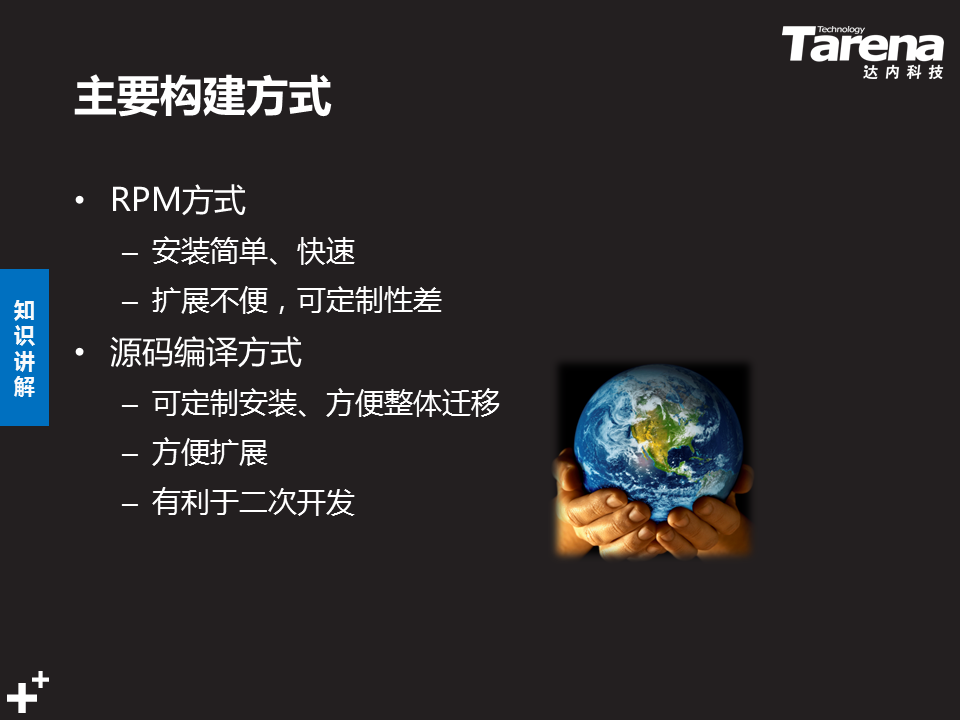 Technology
Tarena
达内科技
主要构建方式
• RPM方式
– 安装简单、快速
– 扩展不便，可定制性差
• 源码编译方式
– 可定制安装、方便整体迁移
– 方便扩展
– 有利于二次开发
知识讲解